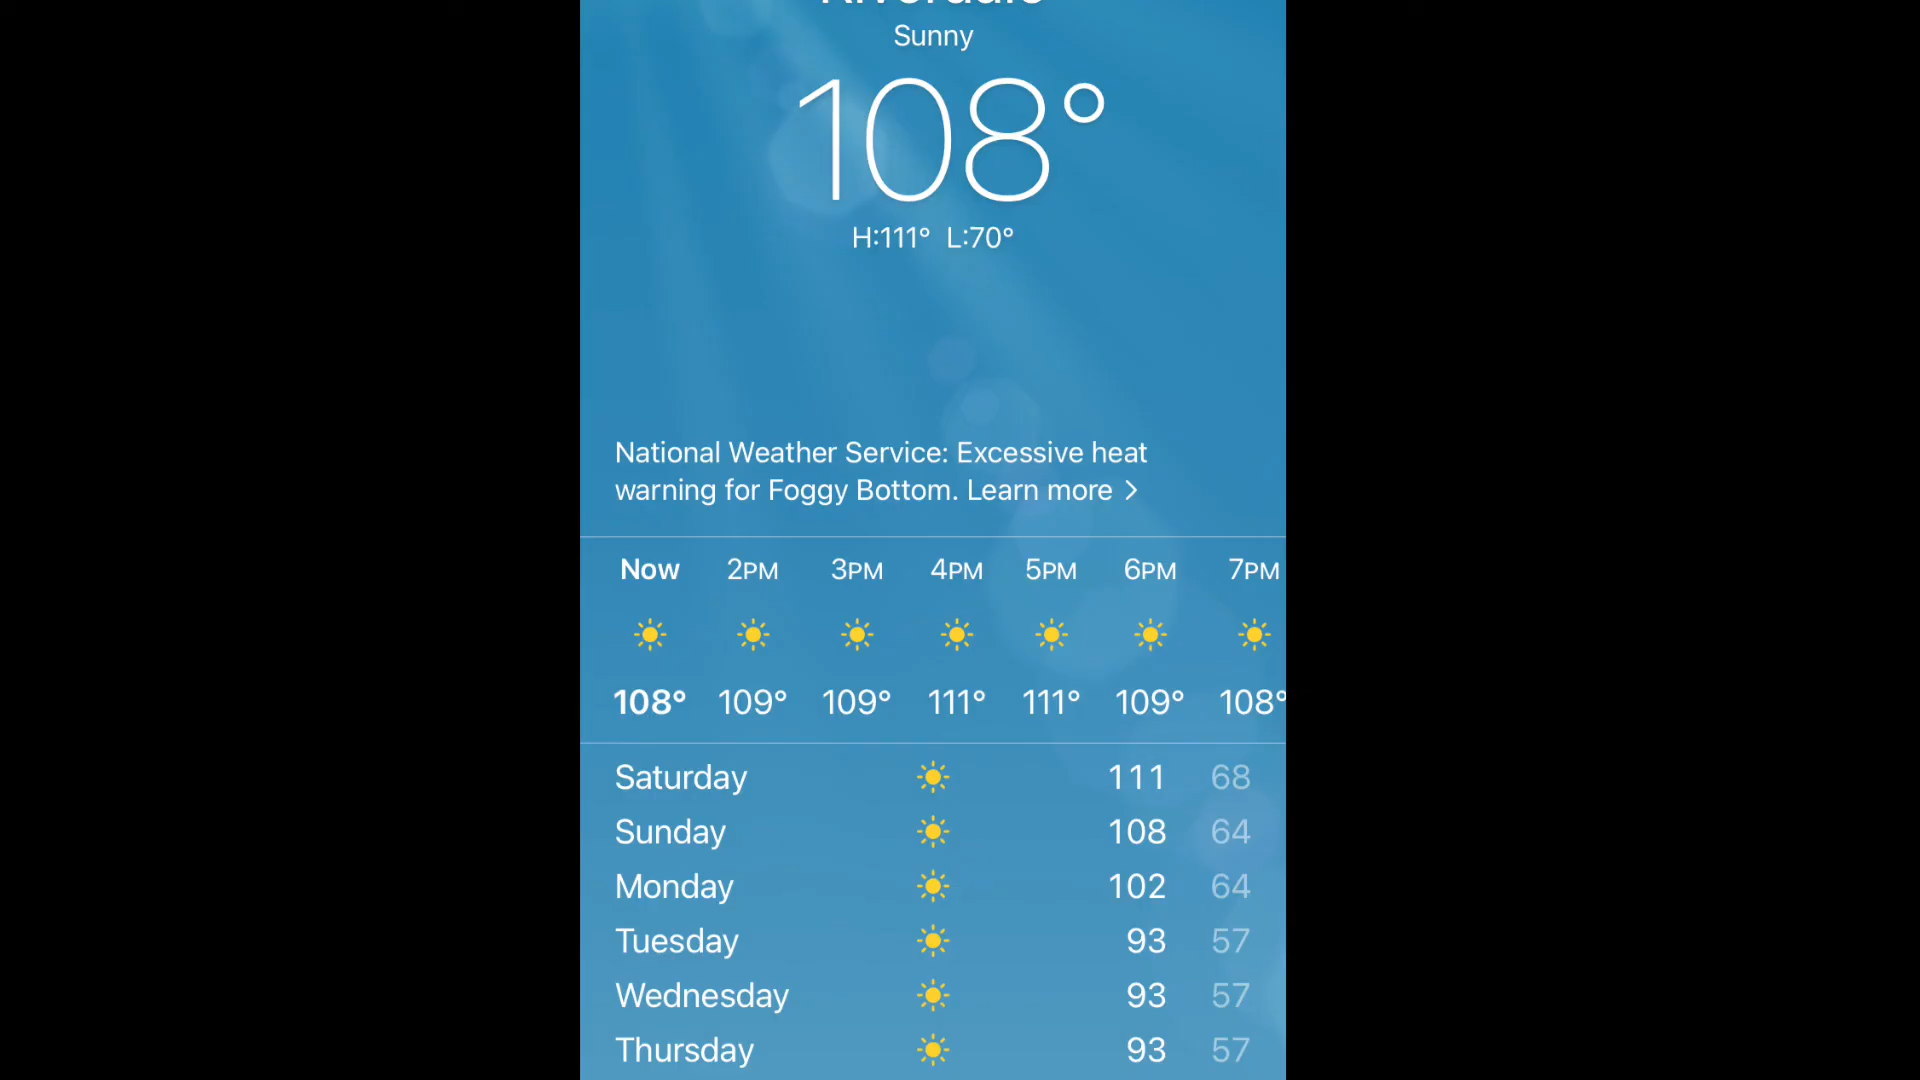 Sunny
108°
H:111° L:70°
National Weather Service: Excessive heat
warning for Foggy Bottom. Learn more >
Now 2PM 3PM 4PM 5PM 6PM 7PM
108° 109° 109° 111° 111° 109° 108°
Saturday 111 68
Sunday 108 64
Monday 102 64
Tuesday 93 57
Wednesday 93 57
Thursday 93 57